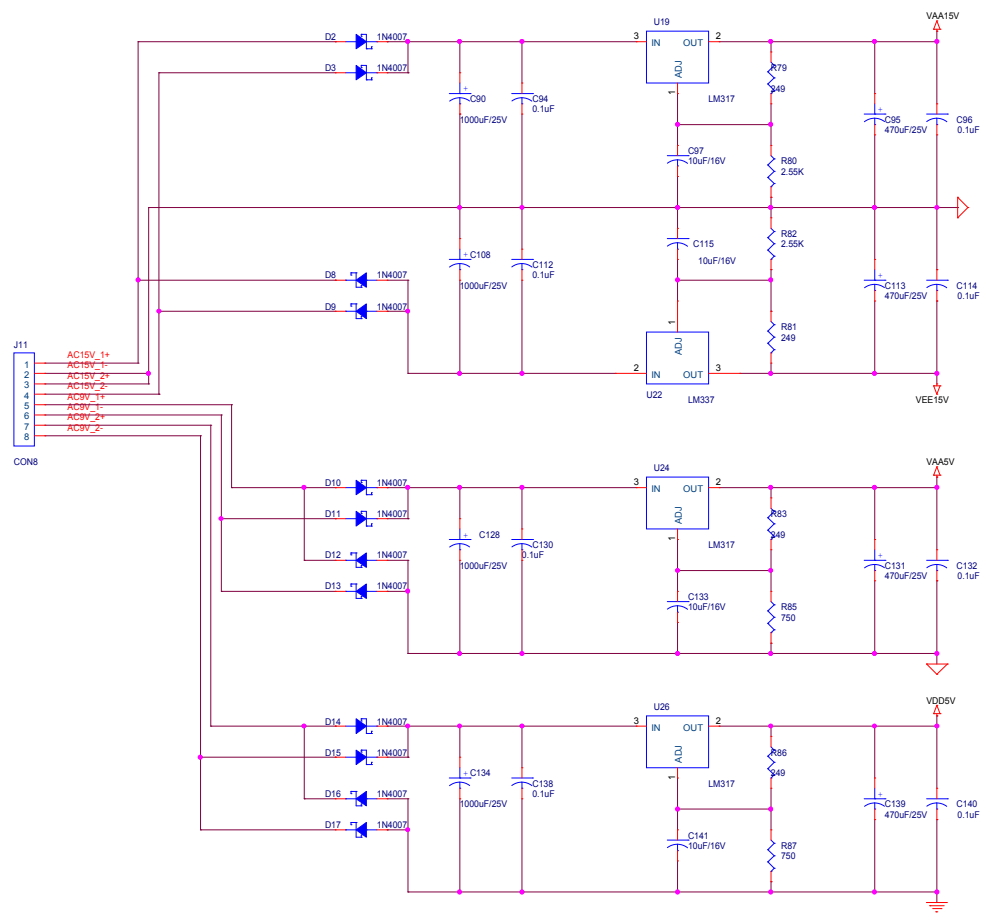 U19
VAA15V
D2
1N4007
3
IN
OUT
2
ADJ
1
LM317
D3
1N4007
R79
249
+
C90
1000uF/25V
C94
0.1uF
+
C95
470uF/25V
C96
0.1uF
C97
10uF/16V
R80
2.55K
R82
2.55K
C115
10uF/16V
+
C108
1000uF/25V
C112
0.1uF
+
C113
470uF/25V
C114
0.1uF
D8
1N4007
D9
1N4007
R81
249
1
ADJ
2
IN
OUT
3
U22
LM337
VEE15V
J11
1
2
3
4
5
6
7
8
CON8
AC15V_1+
AC15V_1-
AC15V_2+
AC15V_2-
AC9V_1+
AC9V_1-
AC9V_2+
AC9V_2-
U24
VAA5V
D10
1N4007
3
IN
OUT
2
ADJ
1
LM317
D11
1N4007
R83
249
+
C128
1000uF/25V
C130
0.1uF
D12
1N4007
D13
1N4007
+
C131
470uF/25V
C132
0.1uF
C133
10uF/16V
R85
750
U26
VDD5V
D14
1N4007
3
IN
OUT
2
ADJ
1
LM317
D15
1N4007
R86
249
+
C134
1000uF/25V
C138
0.1uF
D16
1N4007
D17
1N4007
+
C139
470uF/25V
C140
0.1uF
C141
10uF/16V
R87
750